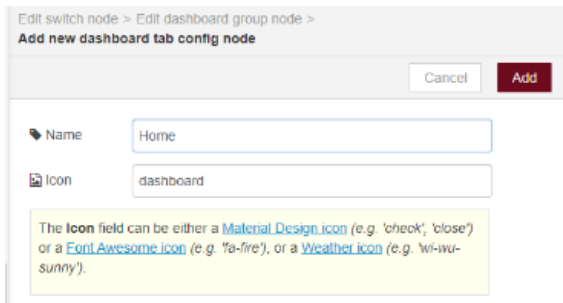 Edit switch node > Edit dashboard group node >
Add new dashboard tab config node
Cancel
Add
Name
Home
Icon
dashboard
The Icon field can be either a Material Design icon (e.g. 'check', 'close')
or a Font Awesome icon (e.g. 'fa-fire'), or a Weather icon (e.g. 'wi-wu-
sunny').